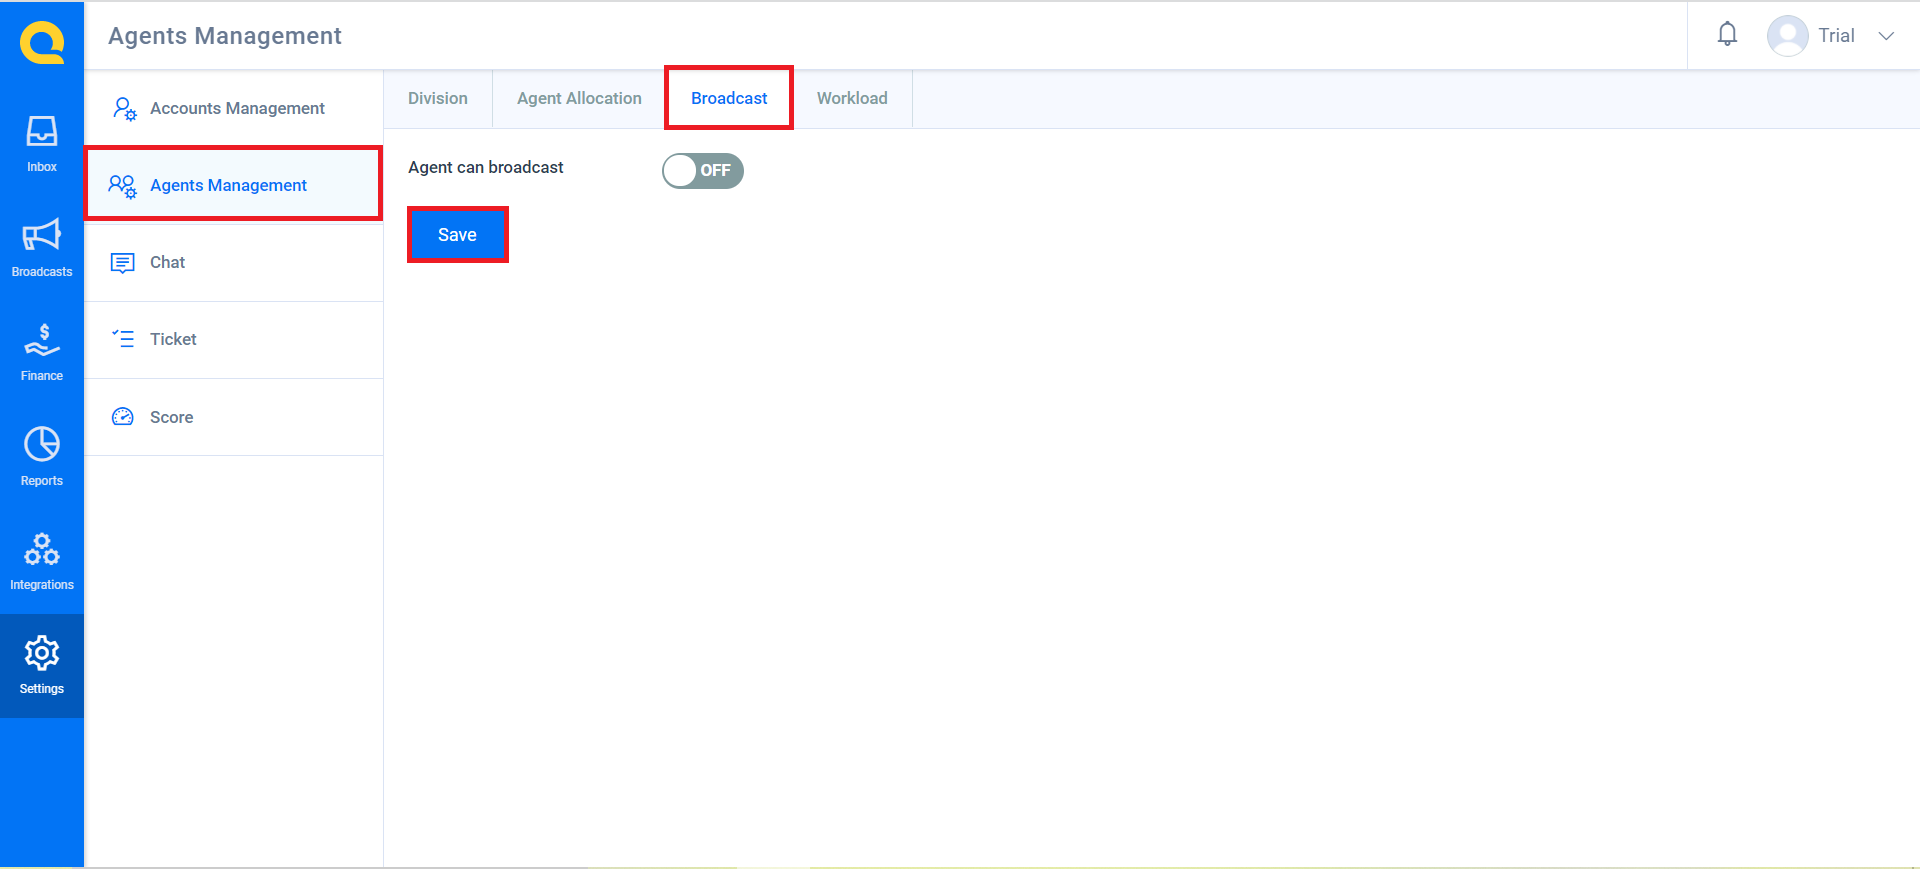 Agents Management
Trial
Inbox
Broadcasts
Finance
Reports
Integrations
Settings
Accounts Management
Agents Management
Chat
Ticket
Score
Division
Agent Allocation
Broadcast
Workload
Agent can broadcast
OFF
Save